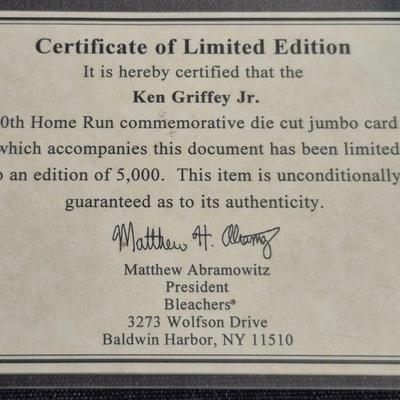 Certificate of Limited Edition
It is hereby certified that the
Ken Griffey Jr.
0th Home Run commemorative die cut jumbo card
which accompanies this document has been limited
o an edition of 5,000. This item is unconditionally
guaranteed as to its authenticity.
Matthew H. Abramowitz
Matthew Abramowitz
President
Bleachers®
3273 Wolfson Drive
Baldwin Harbor, NY 11510